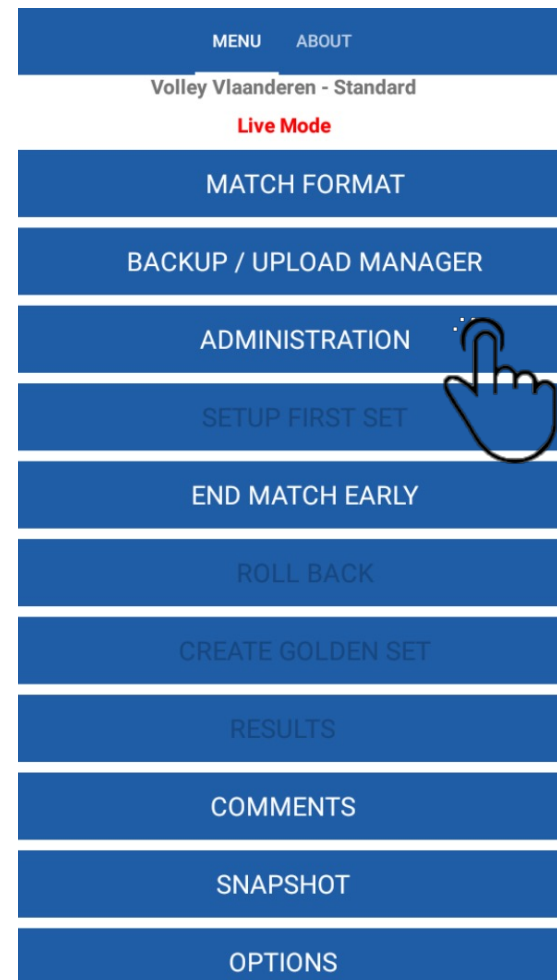 MENU ABOUT
Volley Vlaanderen - Standard
Live Mode
MATCH FORMAT
BACKUP / UPLOAD MANAGER
ADMINISTRATION
SETUP FIRST SET
END MATCH EARLY
ROLL BACK
CREATE GOLDEN SET
RESULTS
COMMENTS
SNAPSHOT
OPTIONS